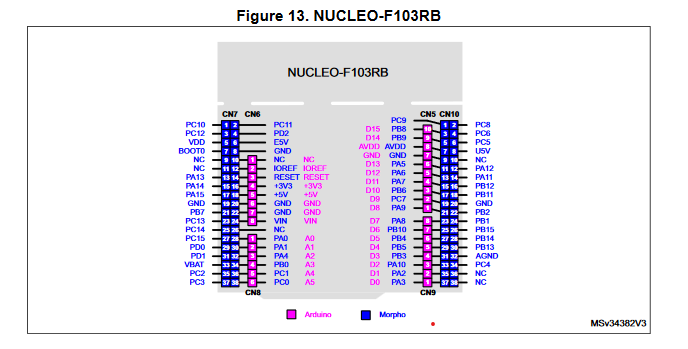 Figure 13. NUCLEO-F103RB
NUCLEO-F103RB
CN7 CN6 CN5 CN10
PC9
PC10 1 2 PC11 D15 PB8 10 1 2 PC8
PC12 3 4 PD2 D14 PB9 9 3 4 PC6
VDD 5 6 E5V AVDD AVDD 8 5 6 PC5
BOOT0 7 8 GND GND GND 7 7 8 U5V
NC 9 10 1 NC NC D13 PA5 6 9 10 NC
NC 11 12 2 IOREF IOREF D12 PA6 5 11 12 PA12
PA13 13 14 3 RESET RESET D11 PA7 4 13 14 PA11
PA14 15 16 4 +3V3 +3V3 D10 PB6 3 15 16 PB12
PA15 17 18 5 +5V +5V D9 PC7 2 17 18 PB11
GND 19 20 6 GND GND D8 PA9 1 19 20 GND
PB7 21 22 7 GND GND 21 22 PB2
PC13 23 24 8 VIN VIN D7 PA8 8 23 24 PB1
PC14 25 26 NC D6 PB10 7 25 26 PB15
PC15 27 28 1 PA0 A0 D5 PB4 6 27 28 PB14
PD0 29 30 2 PA1 A1 D4 PB5 5 29 30 PB13
PD1 31 32 3 PA4 A2 D3 PB3 4 31 32 AGND
VBAT 33 34 4 PB0 A3 D2 PA10 3 33 34 PC4
PC2 35 36 5 PC1 A4 D1 PA2 2 35 36 NC
PC3 37 38 6 PC0 A5 D0 PA3 1 37 38 NC
CN8 CN9
Arduino Morpho
MSv34382V3